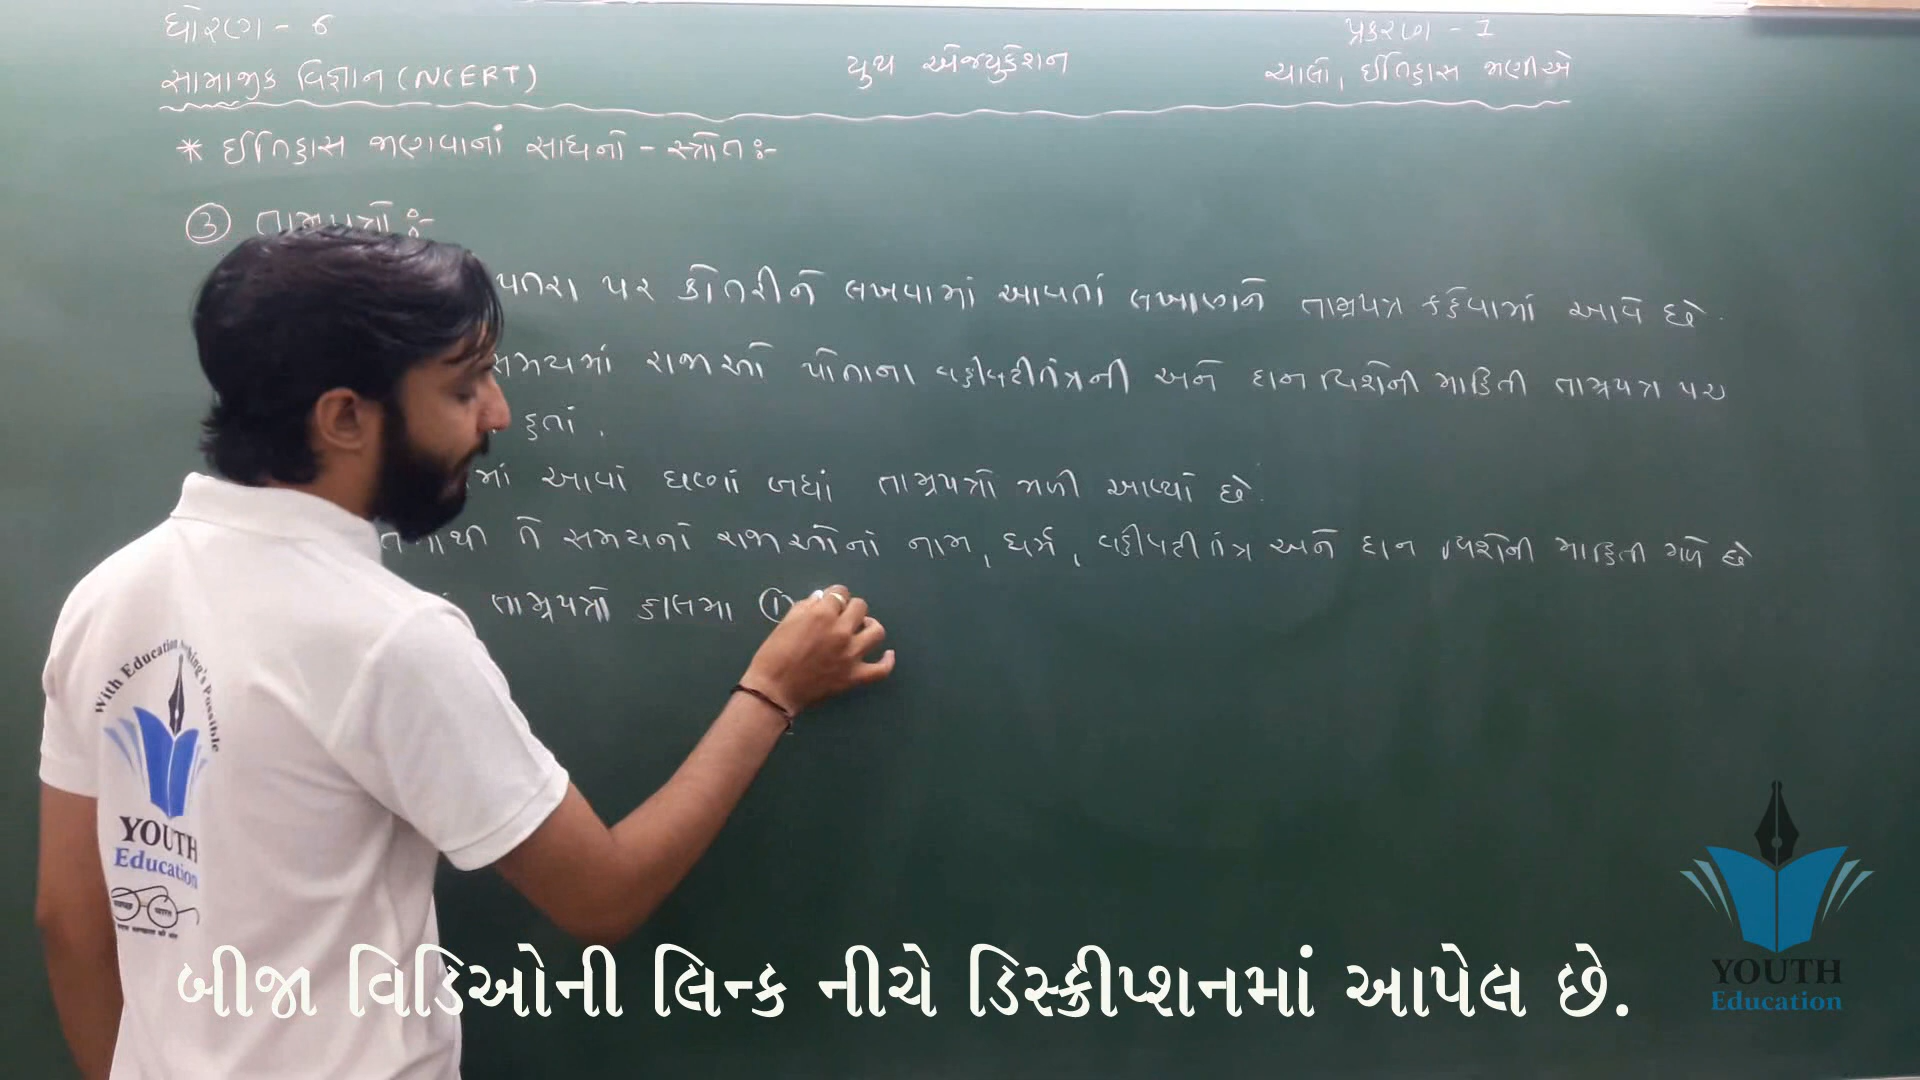 ધોરણ - 6
સામાજીક વિજ્ઞાન (NCERT)
યુથ એજ્યુકેશન
પ્રકરણ - 1
ચાલો, ઈતિહાસ જાણીએ
* ઈતિહાસ જાણવાનાં સાધનો - સ્ત્રોત :-
③ તામ્રપત્રો :-
પતરા પર કોતરીને લખવામાં આવતાં લખાણને તામ્રપત્ર કહેવામાં આવે છે.
સમયમાં રાજાઓ પોતાના વહીવટીતંત્રની અને દાન વિશેની માહિતી તામ્રપત્ર પર
હતાં.
માં આવાં ઘણાં બધાં તામ્રપત્રો મળી આવ્યાં છે.
તે સમયનાં રાજાઓનાં નામ, ધર્મ, વહીવટીતંત્ર અને દાન વિશેની માહિતી મળે છે
તામ્રપત્રો હાલમાં ①
With Education Possible
YOUTH
Education
બીજા વિડિઓની લિન્ક નીચે ડિસ્ક્રીપ્શનમાં આપેલ છે.
YOUTH
Education